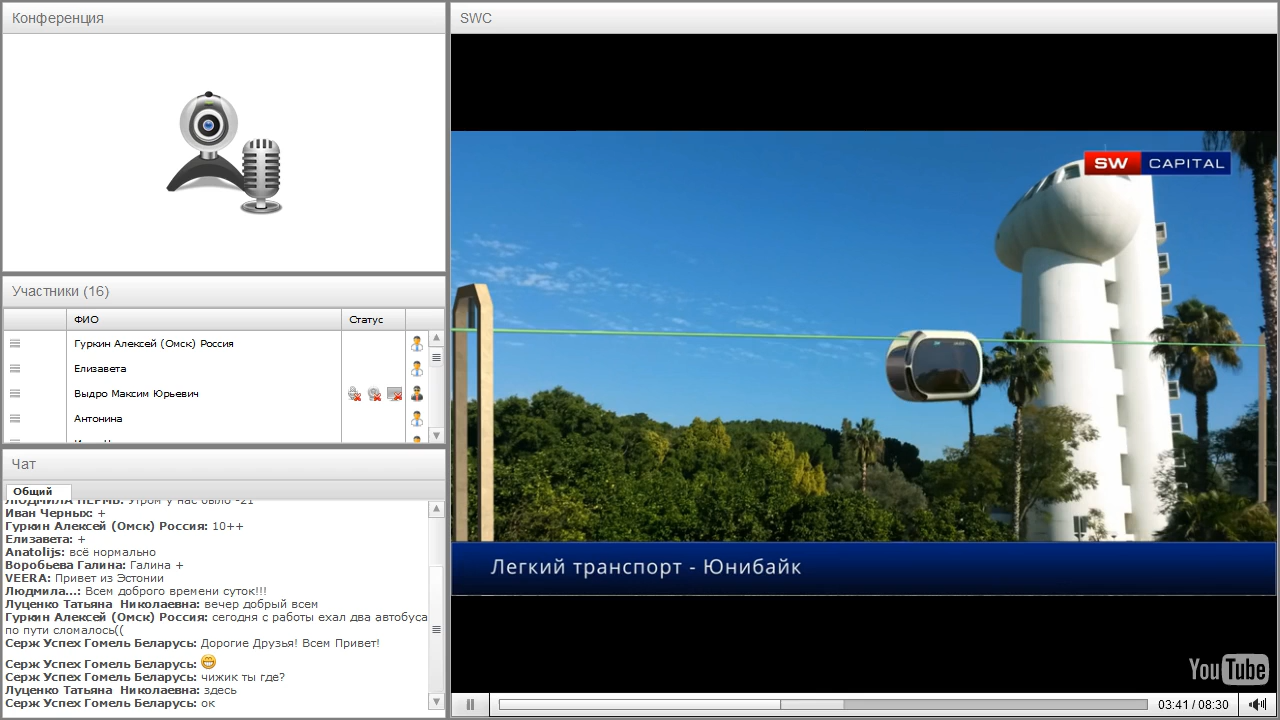 Конференция
SWC
SW CAPITAL
Участники (16)
ФИО Статус
Гуркин Алексей (Омск) Россия
Елизавета
Выдро Максим Юрьевич
Антонина
Чат
Общий
ЛЮДМИЛА ПЕРМЬ: Утром у нас было -21
Иван Черных: +
Гуркин Алексей (Омск) Россия: 10++
Елизавета: +
Anatolijs: всё нормально
Воробьева Галина: Галина +
VEERA: Привет из Эстонии
Людмила...: Всем доброго времени суток!!!
Луценко Татьяна Николаевна: вечер добрый всем
Гуркин Алексей (Омск) Россия: сегодня с работы ехал два автобуса
по пути сломалось((
Серж Успех Гомель Беларусь: Дорогие Друзья! Всем Привет!
Серж Успех Гомель Беларусь:
Серж Успех Гомель Беларусь: чижик ты где?
Луценко Татьяна Николаевна: здесь
Серж Успех Гомель Беларусь: ок
Легкий транспорт - Юнибайк
YouTube
03:41 / 08:30